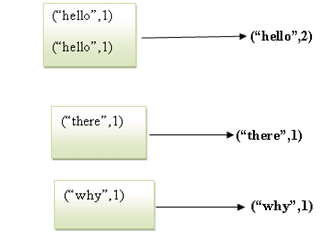 (“hello”,1)
(“hello”,1)
(“hello”,2)
(“there”,1)
(“there”,1)
(“why”,1)
(“why”,1)